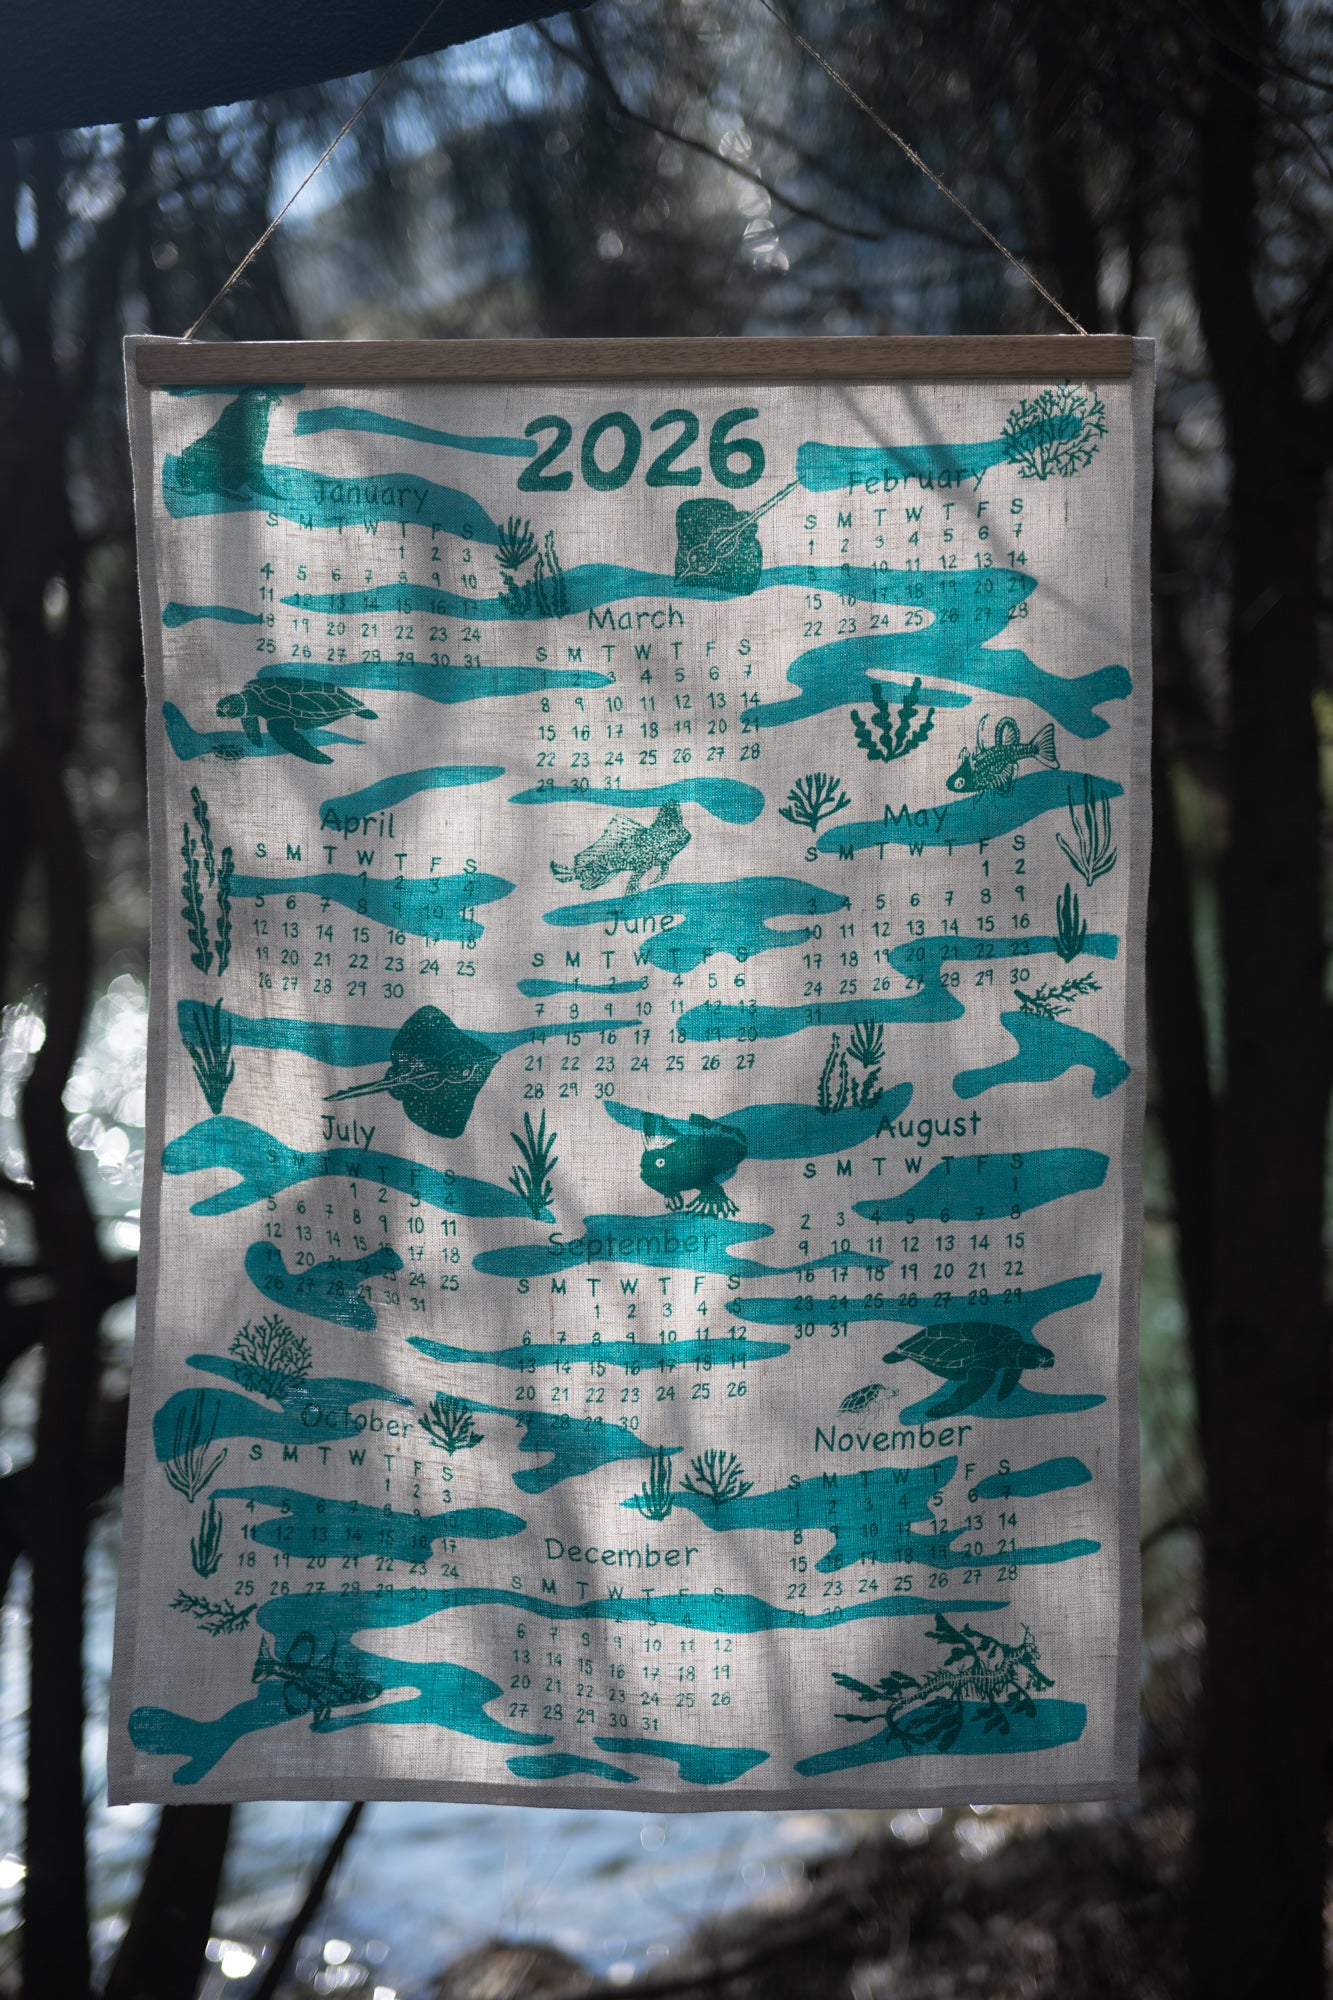 2026
January
S M T W T F S
1 2 3
4 5 6 7 8 9 10
11 12 13 14 15 16 17
18 19 20 21 22 23 24
25 26 27 28 29 30 31
February
S M T W T F S
1 2 3 4 5 6 7
8 9 10 11 12 13 14
15 16 17 18 19 20 21
22 23 24 25 26 27 28
March
S M T W T F S
1 2 3 4 5 6 7
8 9 10 11 12 13 14
15 16 17 18 19 20 21
22 23 24 25 26 27 28
29 30 31
April
S M T W T F S
1 2 3 4
5 6 7 8 9 10 11
12 13 14 15 16 17 18
19 20 21 22 23 24 25
26 27 28 29 30
May
S M T W T F S
1 2
3 4 5 6 7 8 9
10 11 12 13 14 15 16
17 18 19 20 21 22 23
24 25 26 27 28 29 30
31
June
S M T W T F S
1 2 3 4 5 6
7 8 9 10 11 12 13
14 15 16 17 18 19 20
21 22 23 24 25 26 27
28 29 30
July
S M T W T F S
1 2 3 4
5 6 7 8 9 10 11
12 13 14 15 16 17 18
19 20 21 22 23 24 25
26 27 28 29 30 31
August
S M T W T F S
1
2 3 4 5 6 7 8
9 10 11 12 13 14 15
16 17 18 19 20 21 22
23 24 25 26 27 28 29
30 31
September
S M T W T F S
1 2 3 4 5
6 7 8 9 10 11 12
13 14 15 16 17 18 19
20 21 22 23 24 25 26
27 28 29 30
October
S M T W T F S
1 2 3
4 5 6 7 8 9 10
11 12 13 14 15 16 17
18 19 20 21 22 23 24
25 26 27 28 29 30 31
November
S M T W T F S
1 2 3 4 5 6 7
8 9 10 11 12 13 14
15 16 17 18 19 20 21
22 23 24 25 26 27 28
29 30
December
S M T W T F S
1 2 3 4 5
6 7 8 9 10 11 12
13 14 15 16 17 18 19
20 21 22 23 24 25 26
27 28 29 30 31